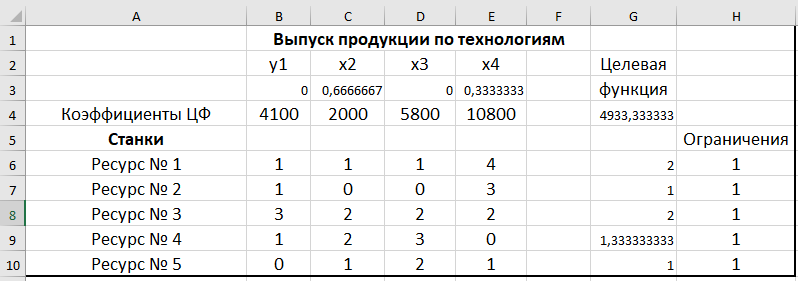 A B C D E F G H
1 Выпуск продукции по технологиям
2 y1 x2 x3 x4 Целевая
3 0 0,6666667 0 0,3333333 функция
4 Коэффициенты ЦФ 4100 2000 5800 10800 4933,333333
5 Станки Ограничения
6 Ресурс № 1 1 1 1 4 2 1
7 Ресурс № 2 1 0 0 3 1 1
8 Ресурс № 3 3 2 2 2 2 1
9 Ресурс № 4 1 2 3 0 1,333333333 1
10 Ресурс № 5 0 1 2 1 1 1